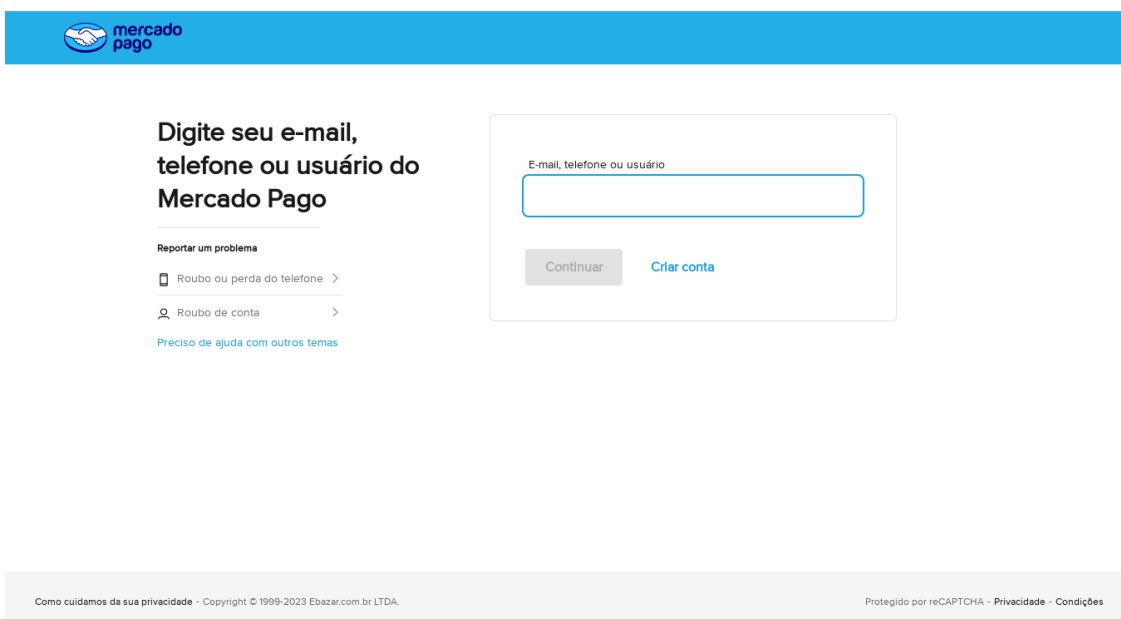 mercado
pago
Digite seu e-mail,
telefone ou usuário do
Mercado Pago
Reportar um problema
Roubo ou perda do telefone
Roubo de conta
Preciso de ajuda com outros temas
E-mail, telefone ou usuário
Continuar Criar conta
Como cuidamos da sua privacidade - Copyright © 1999-2023 Ebazar.com.br LTDA. Protegido por reCAPTCHA - Privacidade - Condições